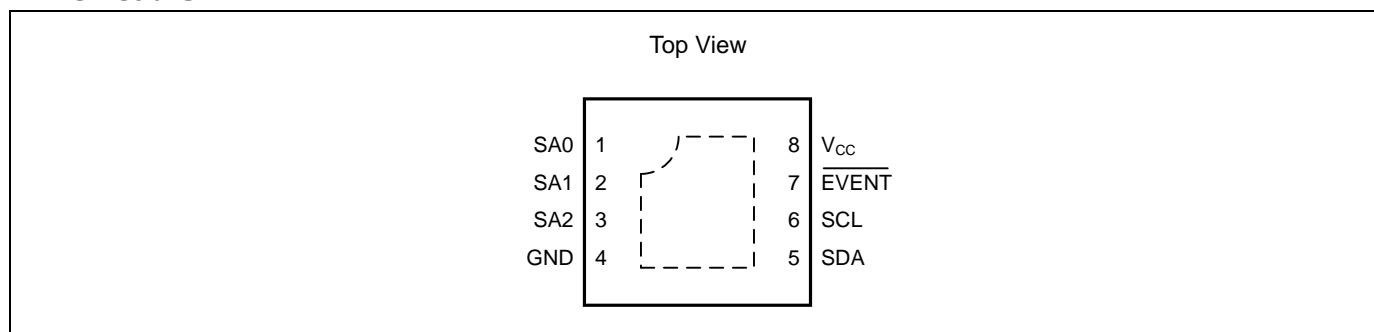 Top View
SA0 1 8 VCC
SA1 2 7 EVENT
SA2 3 6 SCL
GND 4 5 SDA